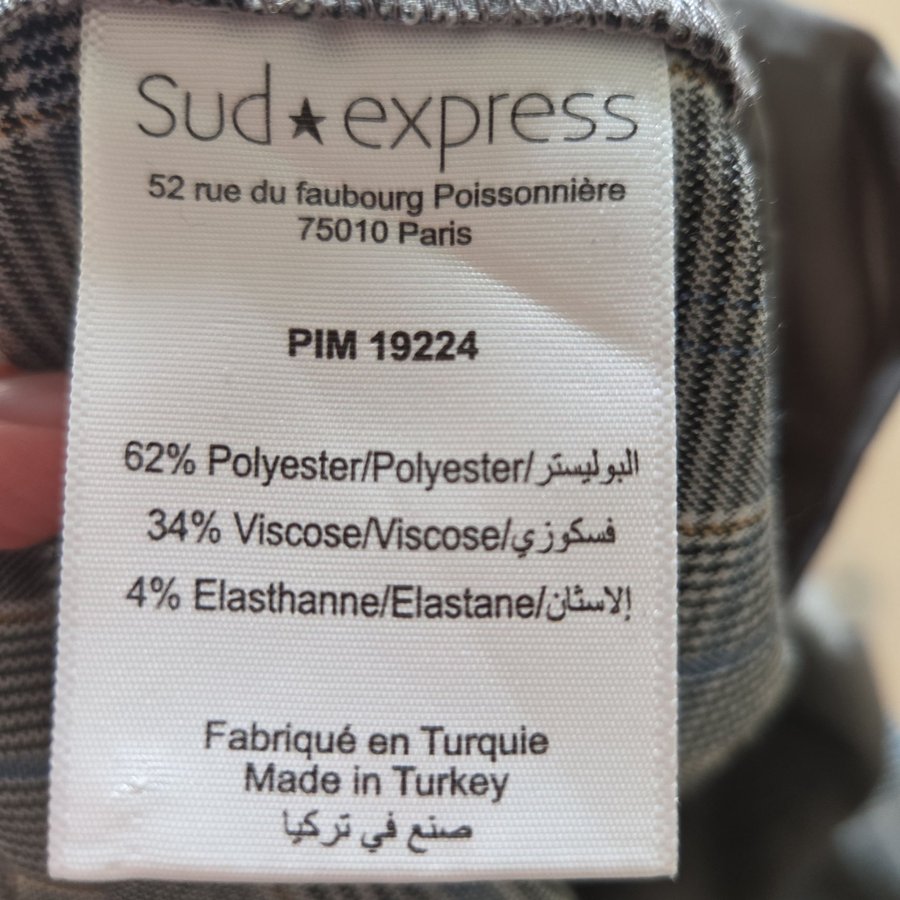 Sud★express
52 rue du faubourg Poissonnière
75010 Paris
PIM 19224
62% Polyester/Polyester/البوليستر
34% Viscose/Viscose/فسكوزي
4% Elasthanne/Elastane/الاستان
Fabriqué en Turquie
Made in Turkey
صنع في تركيا